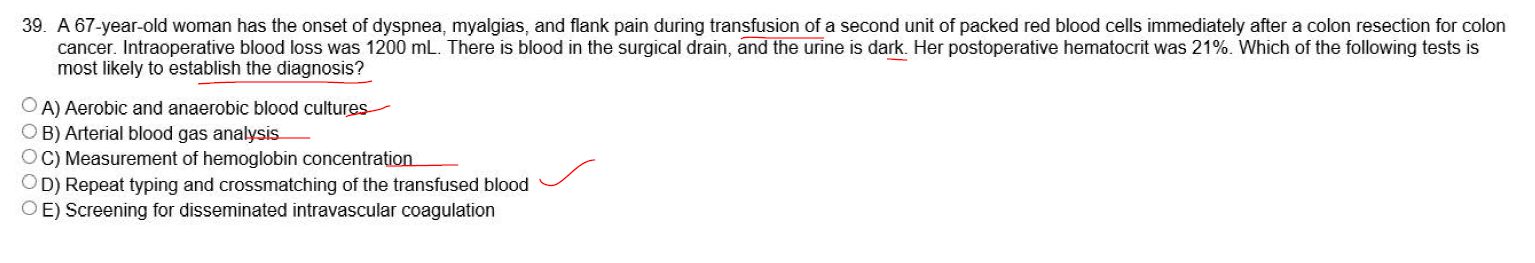 39. A 67-year-old woman has the onset of dyspnea, myalgias, and flank pain during transfusion of a second unit of packed red blood cells immediately after a colon resection for colon
cancer. Intraoperative blood loss was 1200 mL. There is blood in the surgical drain, and the urine is dark. Her postoperative hematocrit was 21%. Which of the following tests is
most likely to establish the diagnosis?
A) Aerobic and anaerobic blood cultures
B) Arterial blood gas analysis
C) Measurement of hemoglobin concentration
D) Repeat typing and crossmatching of the transfused blood
E) Screening for disseminated intravascular coagulation